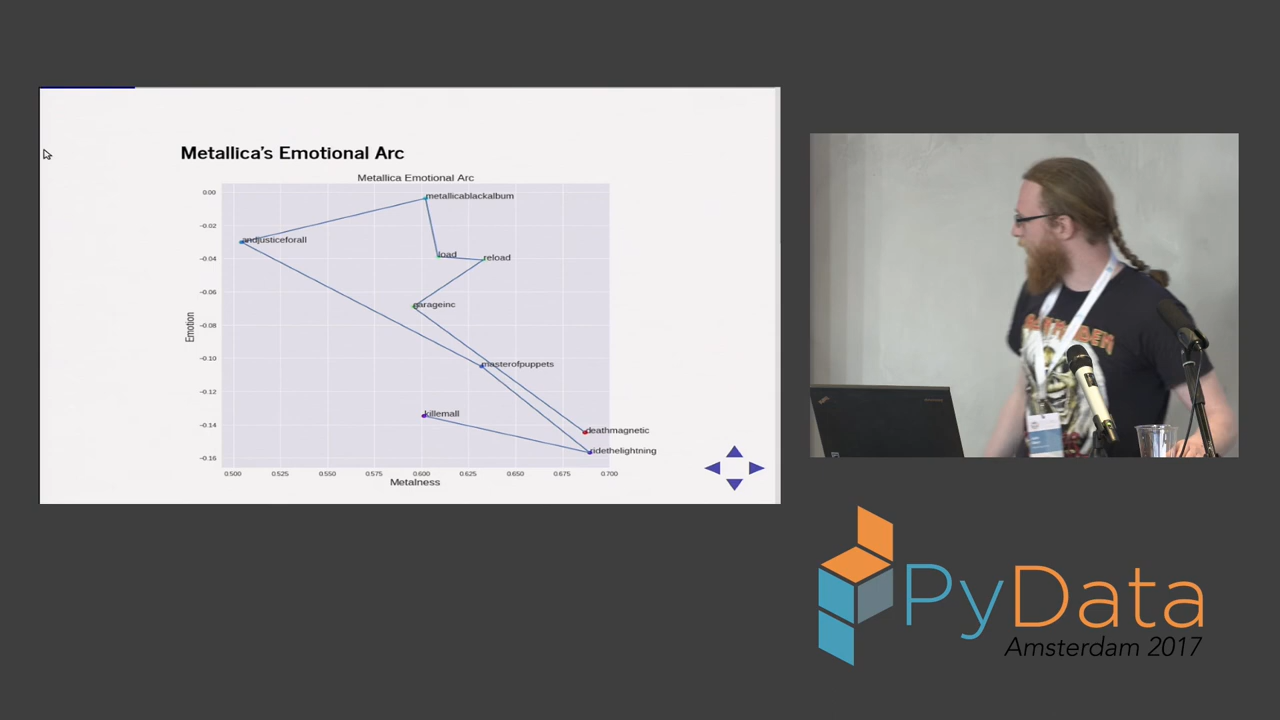 Metallica's Emotional Arc
Metallica Emotional Arc
0.00
−0.02
−0.04
−0.06
−0.08
−0.10
−0.12
−0.14
−0.16
Emotion
metallicablackalbum
andjusticeforall
load
reload
garageinc
masterofpuppets
killemall
deathmagnetic
ridethelightning
0.500
0.525
0.550
0.575
0.600
0.625
0.650
0.675
0.700
Metalness
IRON MAIDEN
PyData
Amsterdam 2017